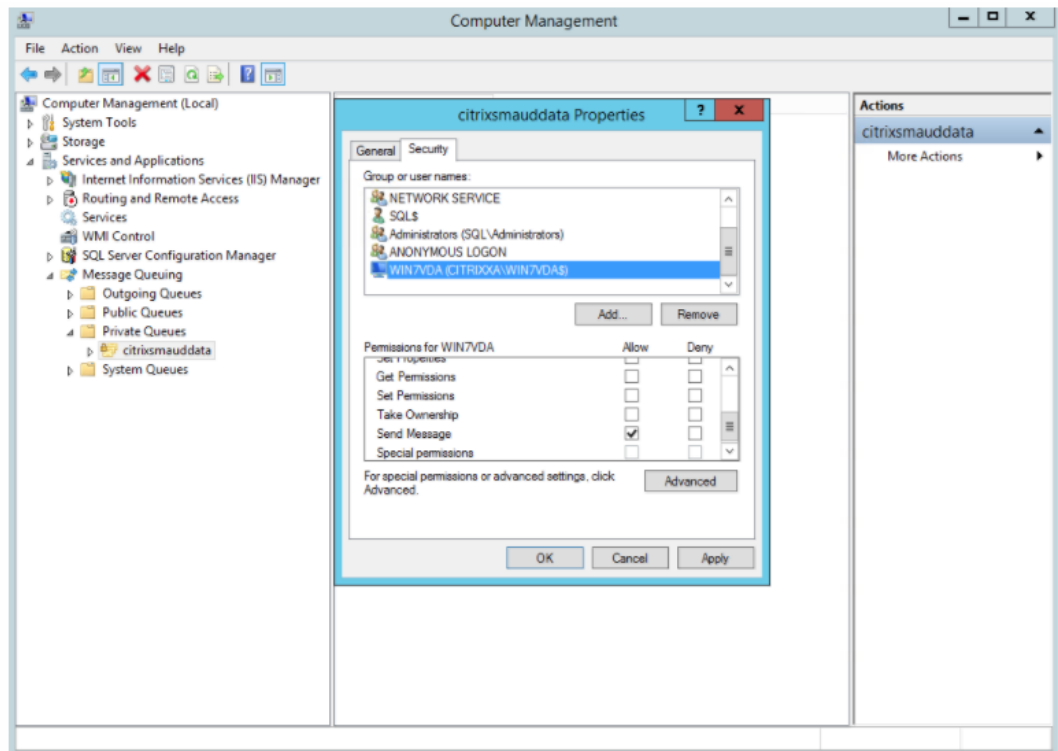 Computer Management
File Action View Help
Computer Management (Local)
System Tools
Storage
Services and Applications
Internet Information Services (IIS) Manager
Routing and Remote Access
Services
WMI Control
SQL Server Configuration Manager
Message Queuing
Outgoing Queues
Public Queues
Private Queues
citrixsmauddata
System Queues
citrixsmauddata Properties
? x
General Security
Group or user names:
NETWORK SERVICE
SQL$
Administrators (SQL\Administrators)
ANONYMOUS LOGON
WIN7VDA (CITRIXXA\WIN7VDA$)
Add... Remove
Permissions for WIN7VDA Allow Deny
Set Properties
Get Permissions
Set Permissions
Take Ownership
Send Message
Special permissions
For special permissions or advanced settings, click
Advanced.
Advanced
OK Cancel Apply
Actions
citrixsmauddata
More Actions